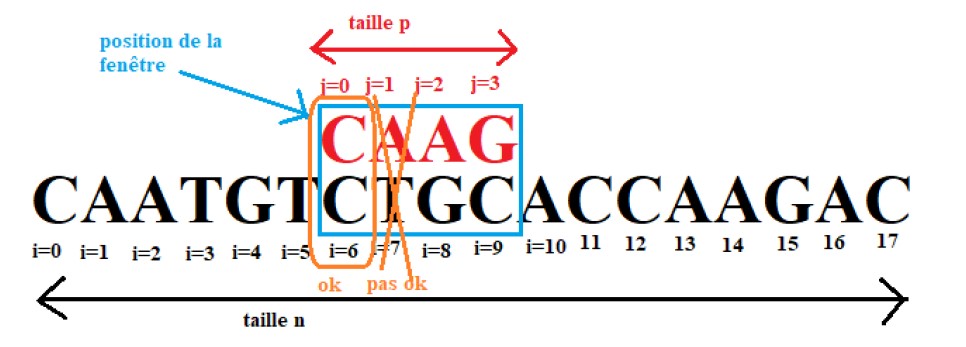 taille p
position de la
fenêtre
j=0 j=1 j=2 j=3
CAAG
CAATGTCTGCACCAAGAC
i=0 i=1 i=2 i=3 i=4 i=5 i=6 i=7 i=8 i=9 i=10 11 12 13 14 15 16 17
ok pas ok
taille n